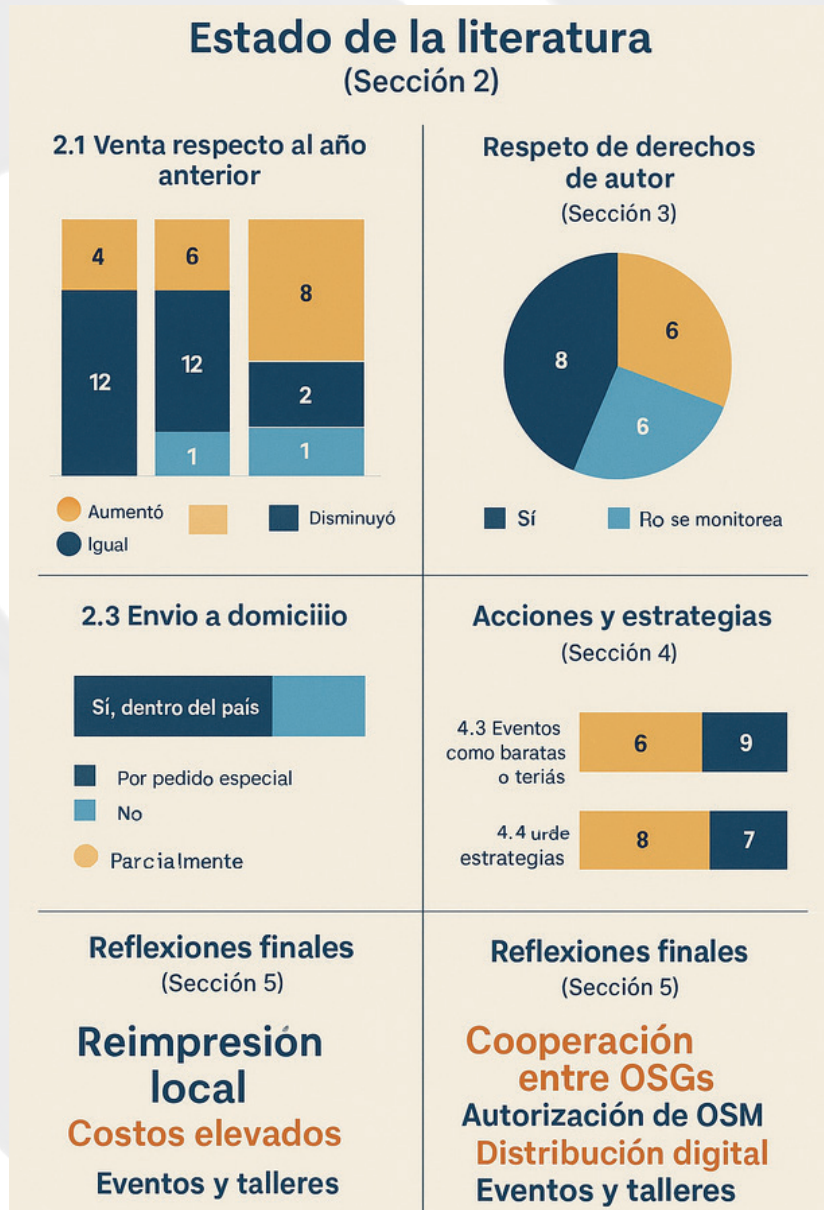 Estado de la literatura
(Sección 2)
2.1 Venta respecto al año
anterior
4
12
6
12
1
8
2
1
Aumentó
Disminuyó
Igual
Respeto de derechos
de autor
(Sección 3)
8
6
6
Sí
Ro se monitorea
2.3 Envio a domiciiio
Sí, dentro del país
Por pedido especial
No
Parcialmente
Acciones y estrategias
(Sección 4)
4.3 Eventos
como baratas
o teriás
6
9
4.4 urde
estrategias
8
7
Reflexiones finales
(Sección 5)
Reimpresión
local
Costos elevados
Eventos y talleres
Reflexiones finales
(Sección 5)
Cooperación
entre OSGs
Autorización de OSM
Distribución digital
Eventos y talleres